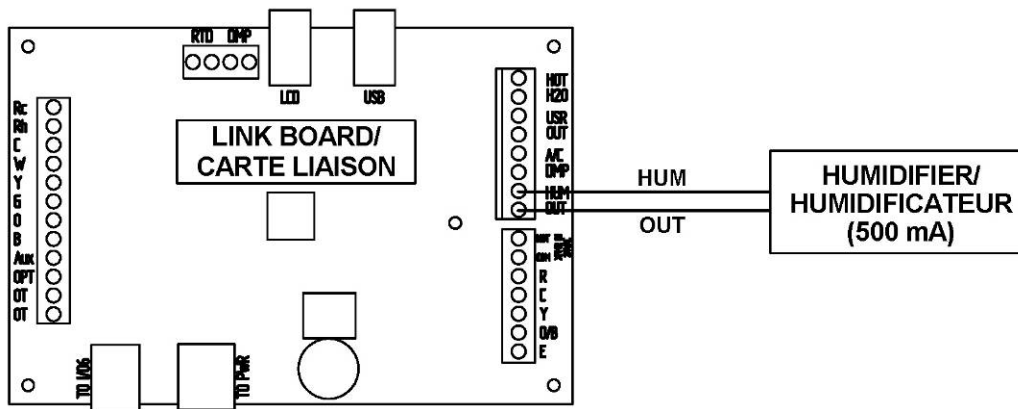 RTD DMP
LCD
USB
Rc
Rh
C
W
Y
G
O
B
Aux
OPT
OT
OT
LINK BOARD/
CARTE LIAISON
HOT
H2O
USR
OUT
A/C
DMP
HUM
OUT
R
C
Y
O/B
E
HUM
OUT
HUMIDIFIER/
HUMIDIFICATEUR
(500 mA)
TO I/O6
TO PWR